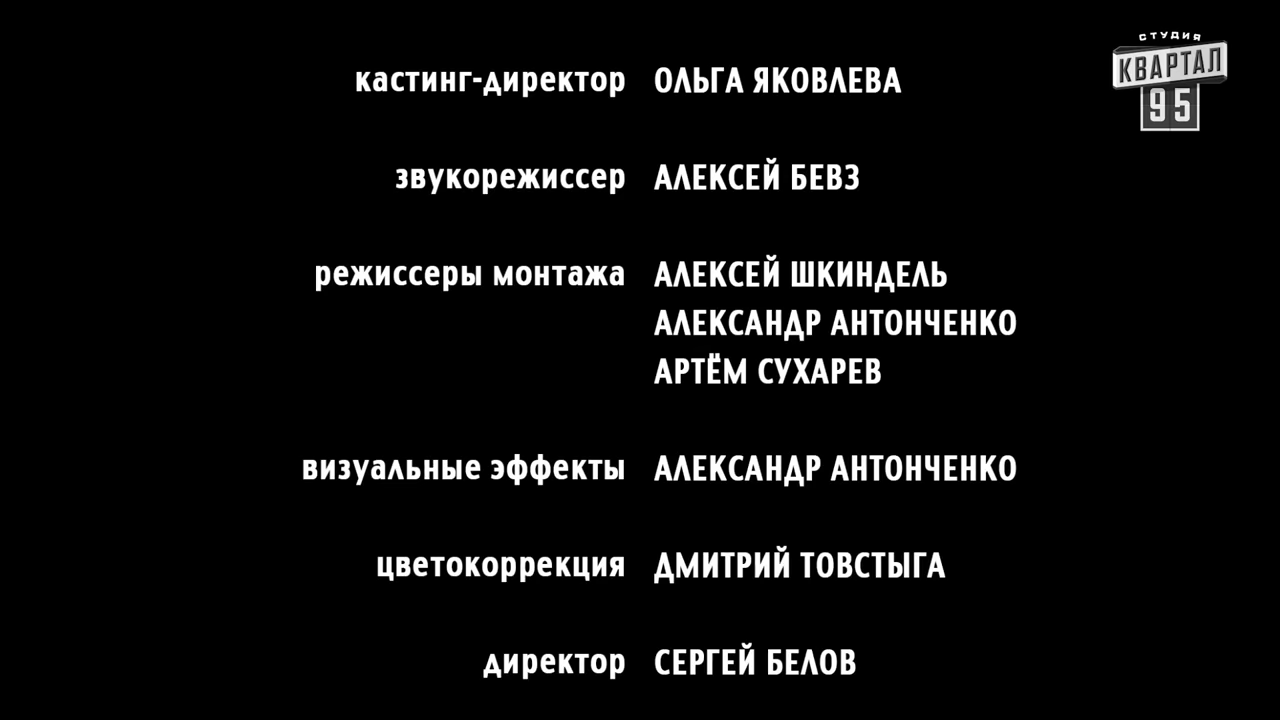 СТУДИЯ
КВАРТАЛ
95
кастинг-директор ОЛЬГА ЯКОВЛЕВА
звукорежиссер АЛЕКСЕЙ БЕВЗ
режиссеры монтажа АЛЕКСЕЙ ШКИНДЕЛЬ
АЛЕКСАНДР АНТОНЧЕНКО
АРТЁМ СУХАРЕВ
визуальные эффекты АЛЕКСАНДР АНТОНЧЕНКО
цветокоррекция ДМИТРИЙ ТОВСТЫГА
директор СЕРГЕЙ БЕЛОВ